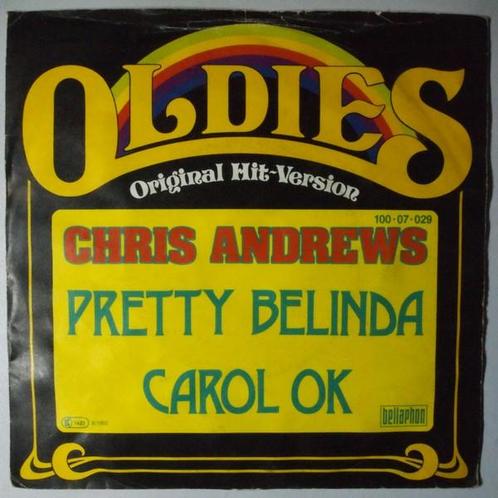 OLDIES
Original Hit-Version
100·07·029
CHRIS ANDREWS
PRETTY BELINDA
CAROL OK
bellaphon